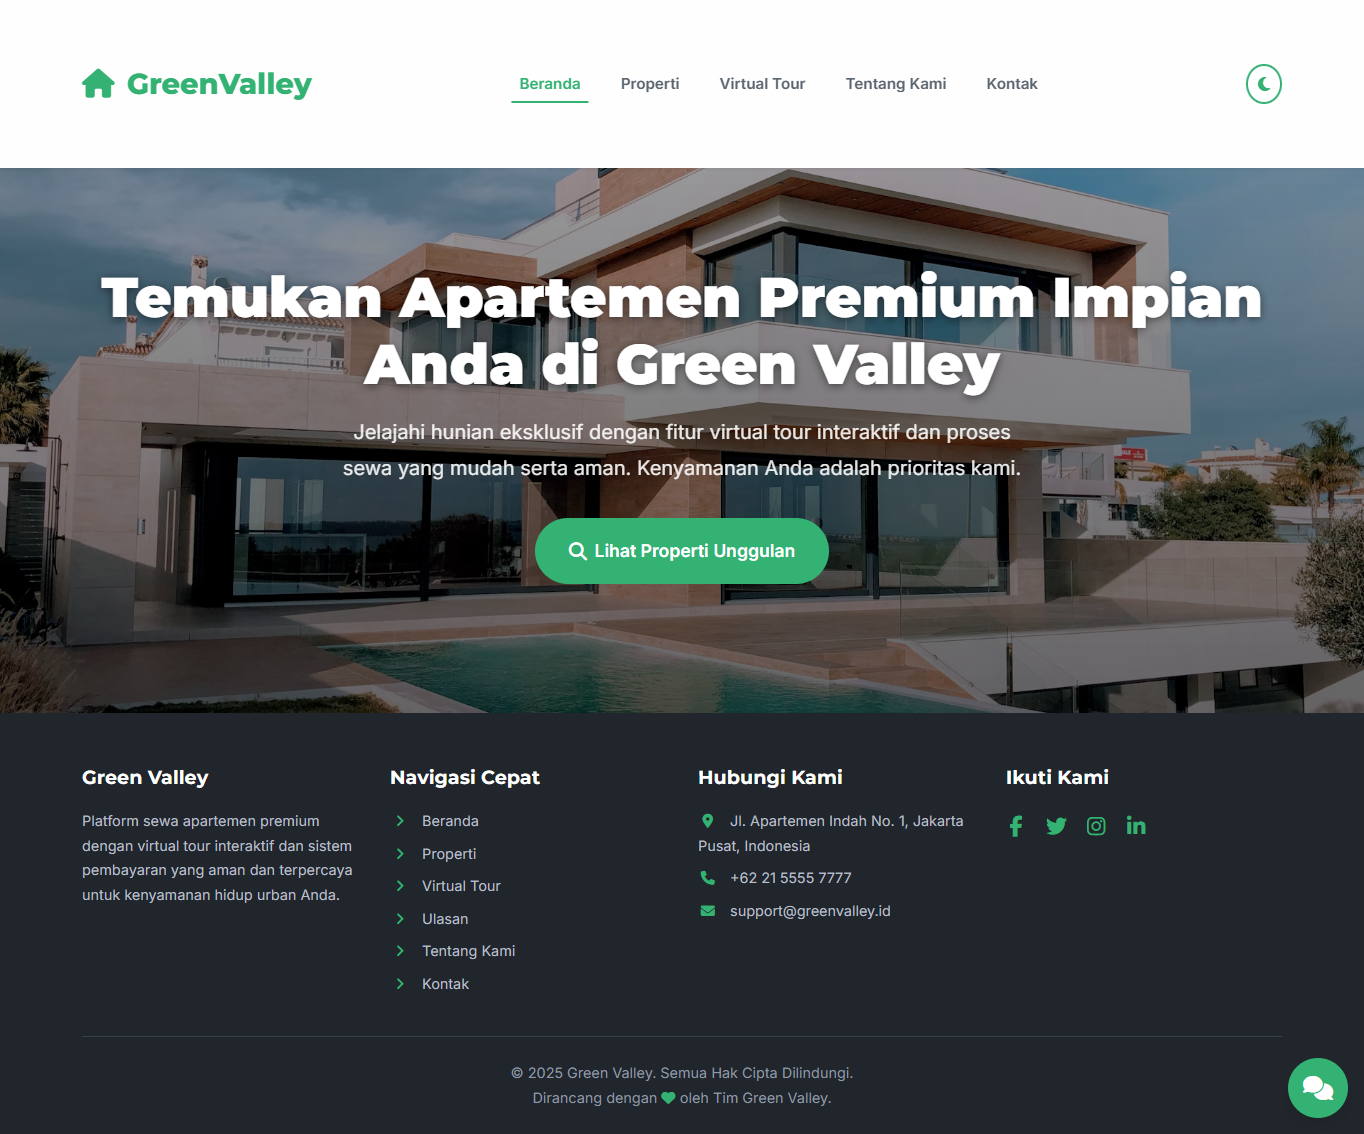 GreenValley
Beranda
Properti
Virtual Tour
Tentang Kami
Kontak
Temukan Apartemen Premium Impian
Anda di Green Valley
Jelajahi hunian eksklusif dengan fitur virtual tour interaktif dan proses
sewa yang mudah serta aman. Kenyamanan Anda adalah prioritas kami.
Lihat Properti Unggulan
Green Valley
Platform sewa apartemen premium
dengan virtual tour interaktif dan sistem
pembayaran yang aman dan terpercaya
untuk kenyamanan hidup urban Anda.
Navigasi Cepat
Beranda
Properti
Virtual Tour
Ulasan
Tentang Kami
Kontak
Hubungi Kami
Jl. Apartemen Indah No. 1, Jakarta
Pusat, Indonesia
+62 21 5555 7777
support@greenvalley.id
Ikuti Kami
© 2025 Green Valley. Semua Hak Cipta Dilindungi.
Dirancang dengan oleh Tim Green Valley.